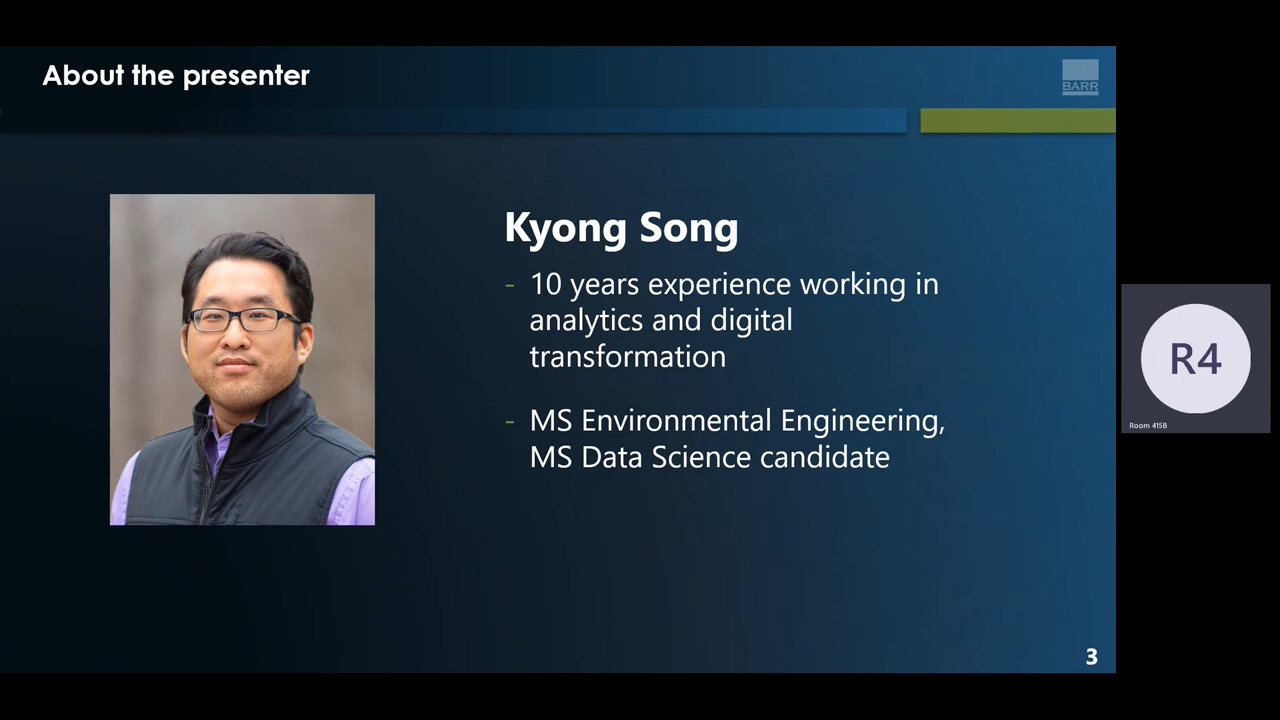 About the presenter
BARR
Kyong Song
- 10 years experience working in
analytics and digital
transformation
- MS Environmental Engineering,
MS Data Science candidate
R4
Room 415B
3